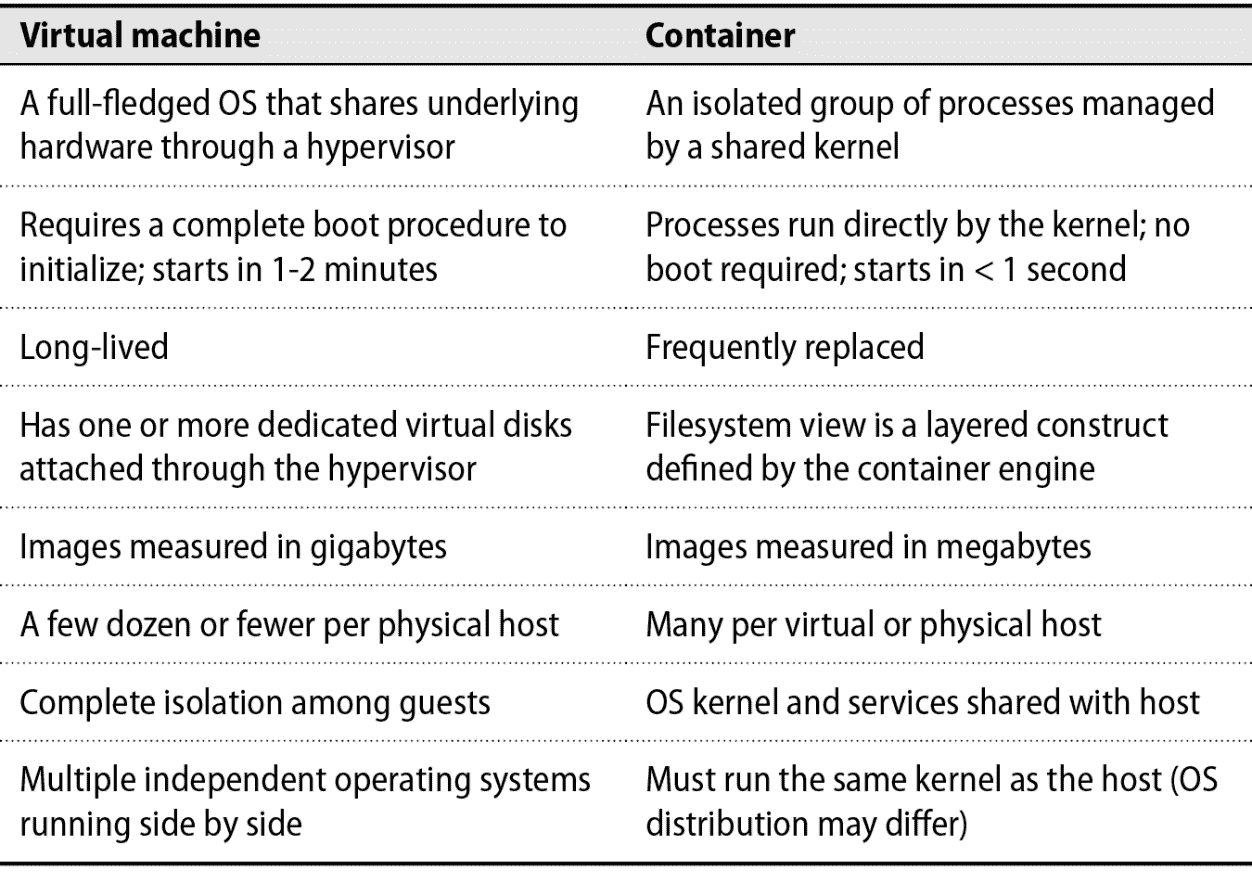 Virtual machine
Container
A full-fledged OS that shares underlying
hardware through a hypervisor
An isolated group of processes managed
by a shared kernel
Requires a complete boot procedure to
initialize; starts in 1-2 minutes
Processes run directly by the kernel; no
boot required; starts in < 1 second
Long-lived
Frequently replaced
Has one or more dedicated virtual disks
attached through the hypervisor
Filesystem view is a layered construct
defined by the container engine
Images measured in gigabytes
Images measured in megabytes
A few dozen or fewer per physical host
Many per virtual or physical host
Complete isolation among guests
OS kernel and services shared with host
Multiple independent operating systems
running side by side
Must run the same kernel as the host (OS
distribution may differ)